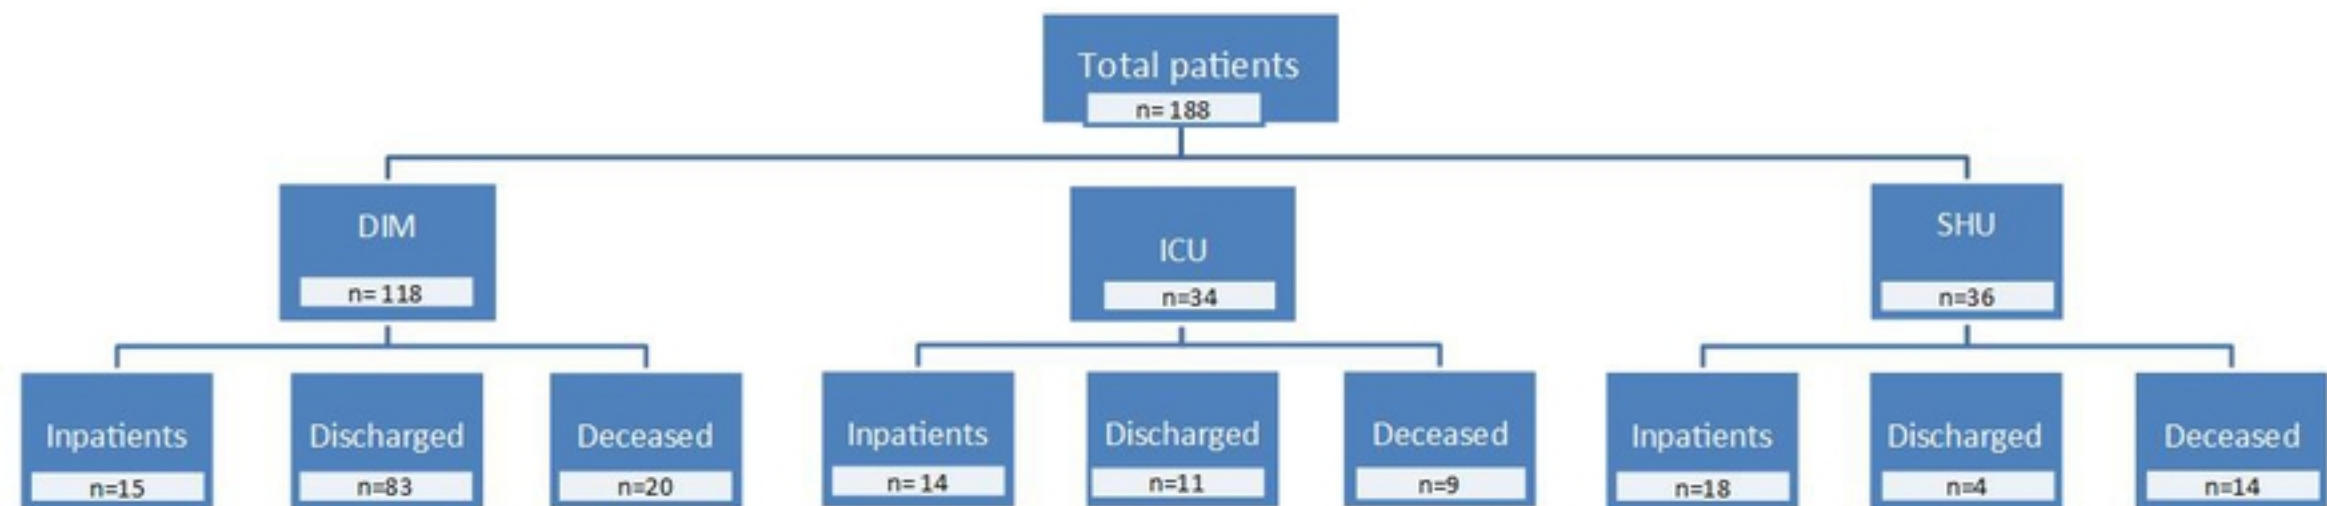 Total patients
n= 188
DIM
n= 118
ICU
n=34
SHU
n=36
Inpatients
n=15
Discharged
n=83
Deceased
n=20
Inpatients
n= 14
Discharged
n=11
Deceased
n=9
Inpatients
n=18
Discharged
n=4
Deceased
n=14